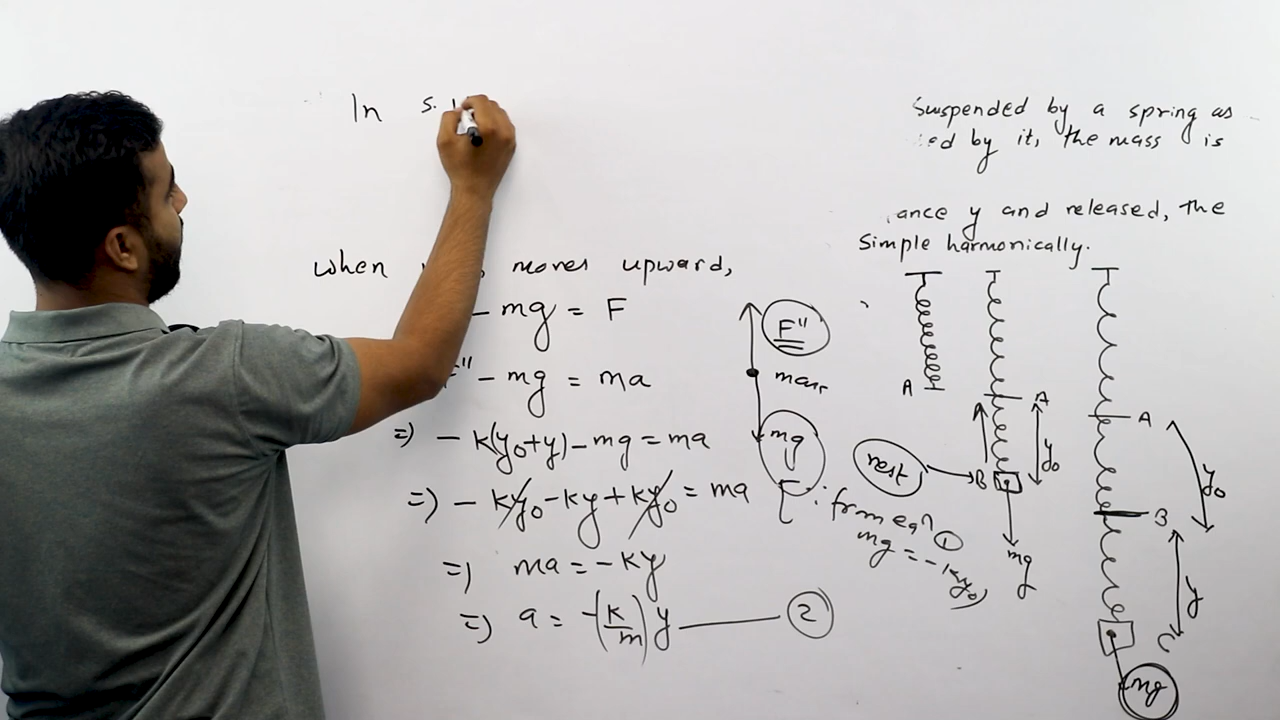 In S.
Suspended by a spring as
ed by it, the mass is
ance y and released, the
Simple harmonically.
when moves upward,
- mg = F
" - mg = ma
=) - K(y₀+y) - mg = ma
=) - Ky₀ - Ky + Ky₀ = ma [∵ from eqn ①
mg = -Ky₀]
=) ma = -Ky
=) a = -(K/m) y ——— ②
F"
mass
mg
A
A
y₀
B
mg
A
y₀
B
y
C
mg